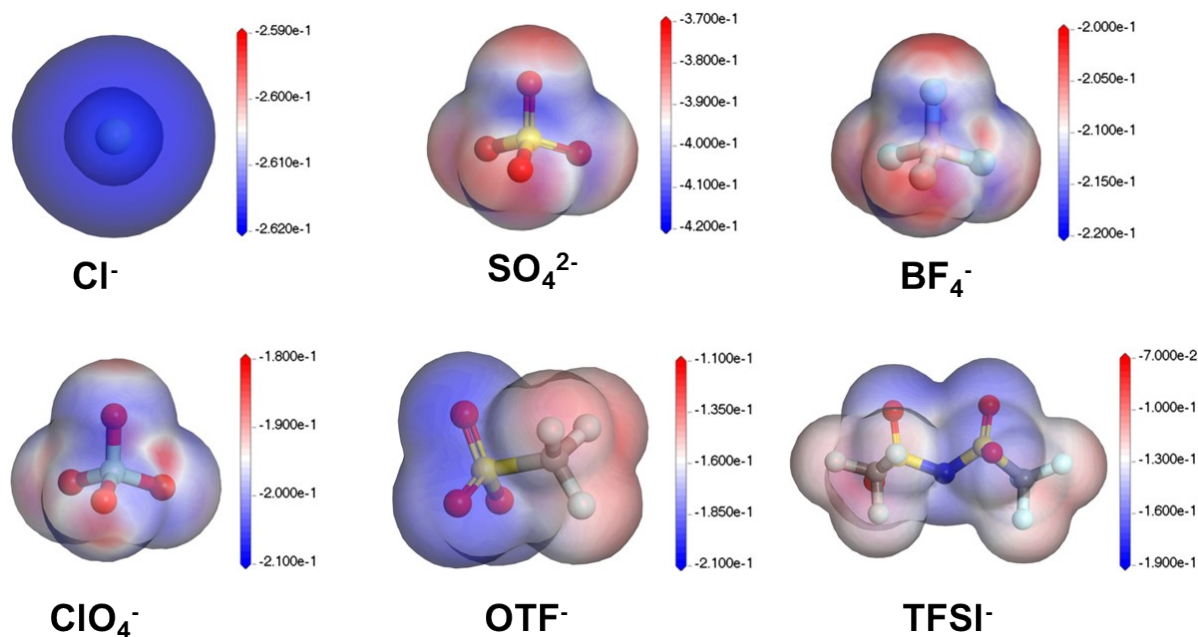 -2.590e-1
-2.600e-1
-2.610e-1
-2.620e-1
Cl⁻
-3.700e-1
-3.800e-1
-3.900e-1
-4.000e-1
-4.100e-1
-4.200e-1
SO₄²⁻
-2.000e-1
-2.050e-1
-2.100e-1
-2.150e-1
-2.200e-1
BF₄⁻
-1.800e-1
-1.900e-1
-2.000e-1
-2.100e-1
ClO₄⁻
-1.100e-1
-1.350e-1
-1.600e-1
-1.850e-1
-2.100e-1
OTF⁻
-7.000e-2
-1.000e-1
-1.300e-1
-1.600e-1
-1.900e-1
TFSI⁻